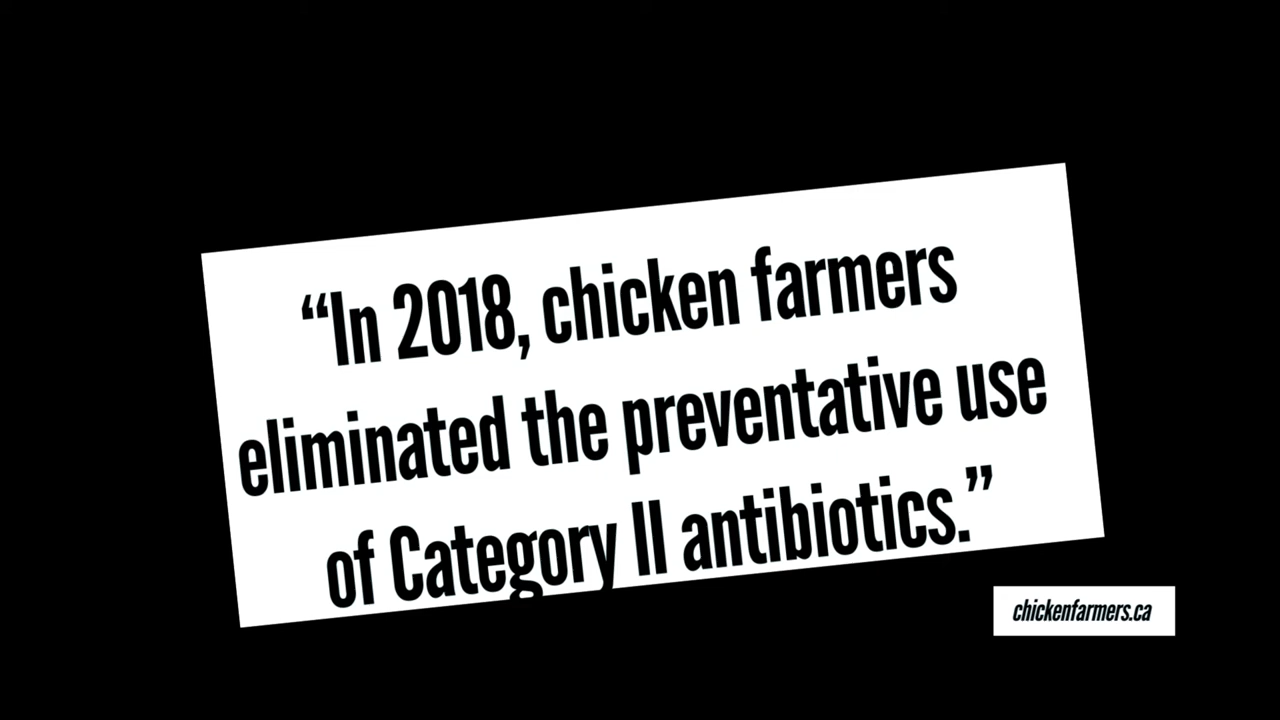 “In 2018, chicken farmers
eliminated the preventative use
of Category II antibiotics.”
chickenfarmers.ca